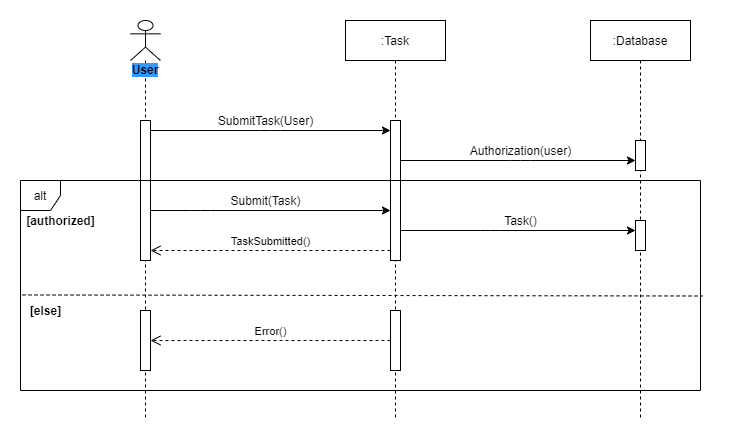 :Task
:Database
User
SubmitTask(User)
Authorization(user)
alt
Submit(Task)
[authorized]
Task()
TaskSubmitted()
[else]
Error()